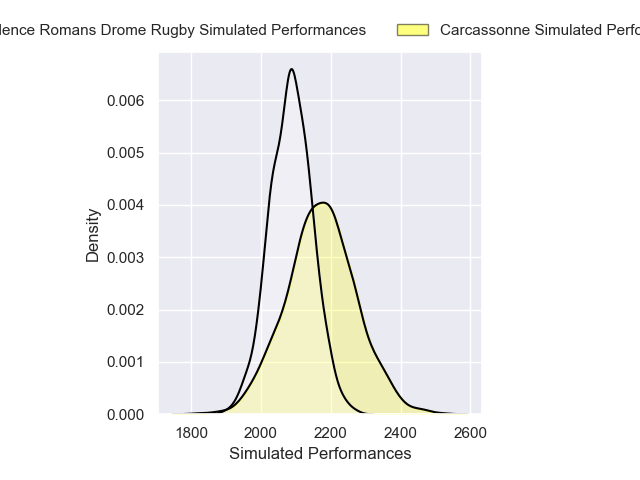 lence Romans Drome Rugby Simulated Performances
Carcassonne Simulated Perfo
0.006
0.005
0.004
0.003
0.002
0.001
0.000
Density
1800 2000 2200 2400 2600
Simulated Performances